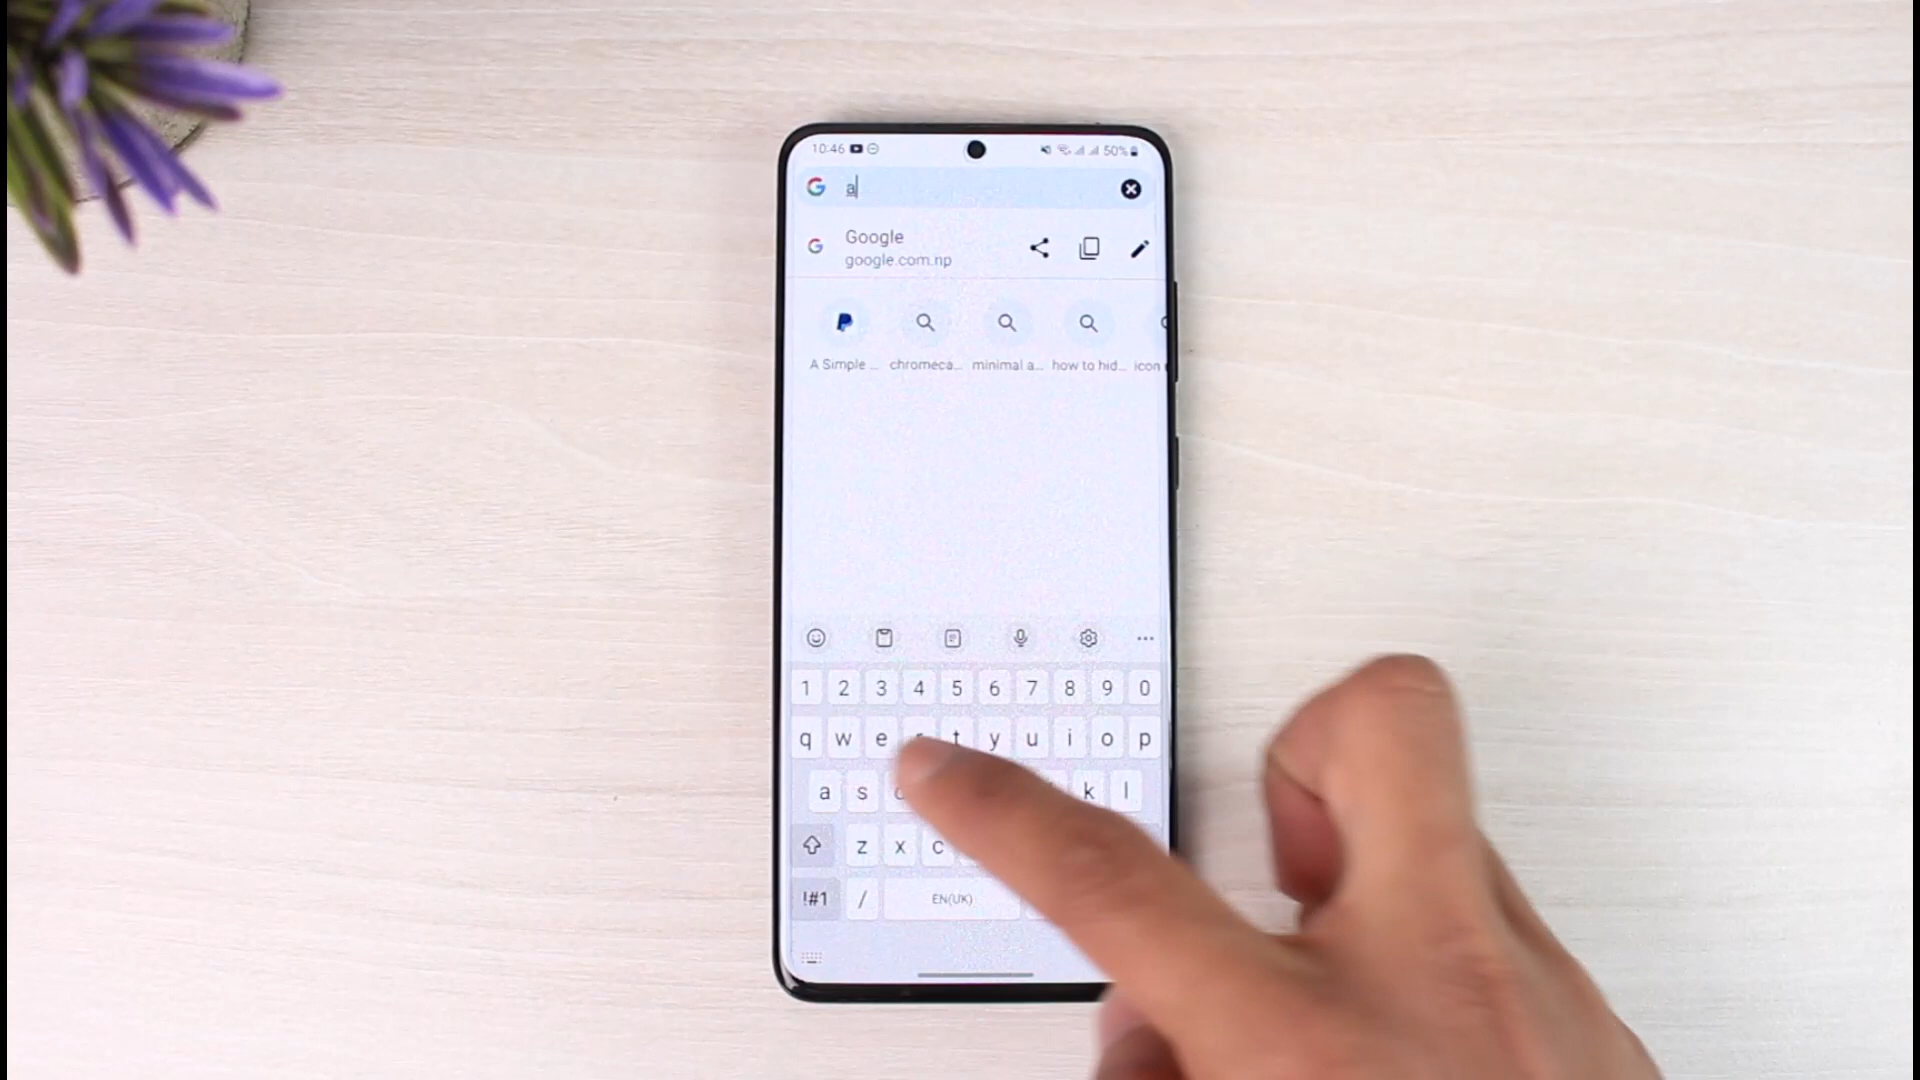 10:46 50%
a
Google
google.com.np
A Simple ... chromeca... minimal a... how to hid... icon
1 2 3 4 5 6 7 8 9 0
q w e r t y u i o p
a s k l
z x c
!#1 / EN(UK)